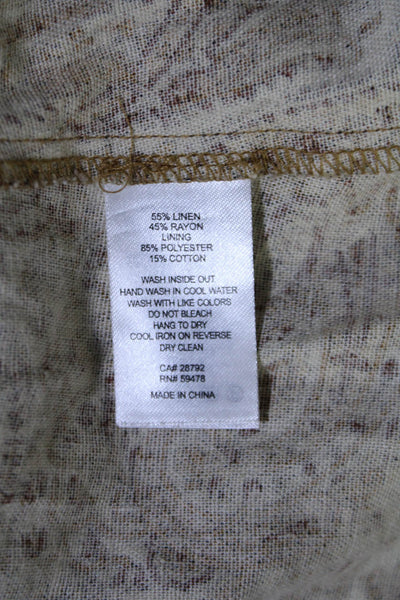 55% LINEN
45% RAYON
LINING
85% POLYESTER
15% COTTON
WASH INSIDE OUT
HAND WASH IN COOL WATER
WASH WITH LIKE COLORS
DO NOT BLEACH
HANG TO DRY
COOL IRON ON REVERSE
DRY CLEAN
CA# 28792
RN# 59478
MADE IN CHINA